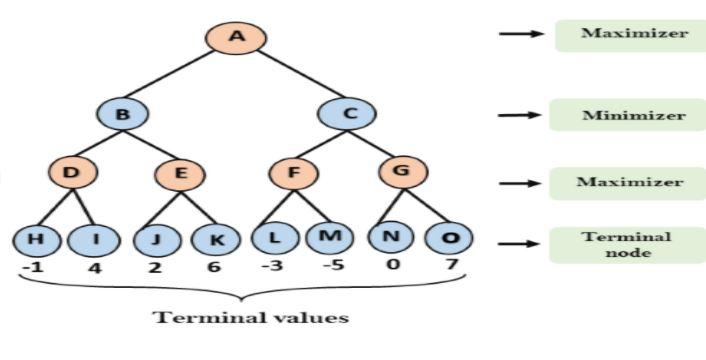 A
Maximizer
B
C
Minimizer
D
E
F
G
Maximizer
H
I
J
K
L
M
N
O
Terminal
node
-1
4
2
6
-3
-5
0
7
Terminal values